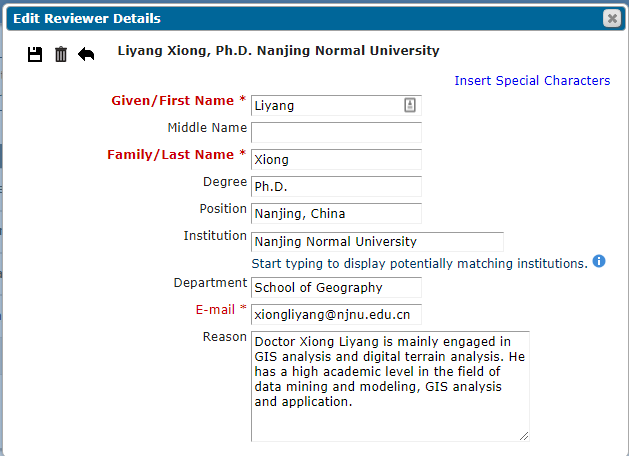 Edit Reviewer Details
Liyang Xiong, Ph.D. Nanjing Normal University
Insert Special Characters
Given/First Name * Liyang
Middle Name
Family/Last Name * Xiong
Degree Ph.D.
Position Nanjing, China
Institution Nanjing Normal University
Start typing to display potentially matching institutions.
Department School of Geography
E-mail * xiongliyang@njnu.edu.cn
Reason Doctor Xiong Liyang is mainly engaged in
GIS analysis and digital terrain analysis. He
has a high academic level in the field of
data mining and modeling, GIS analysis
and application.